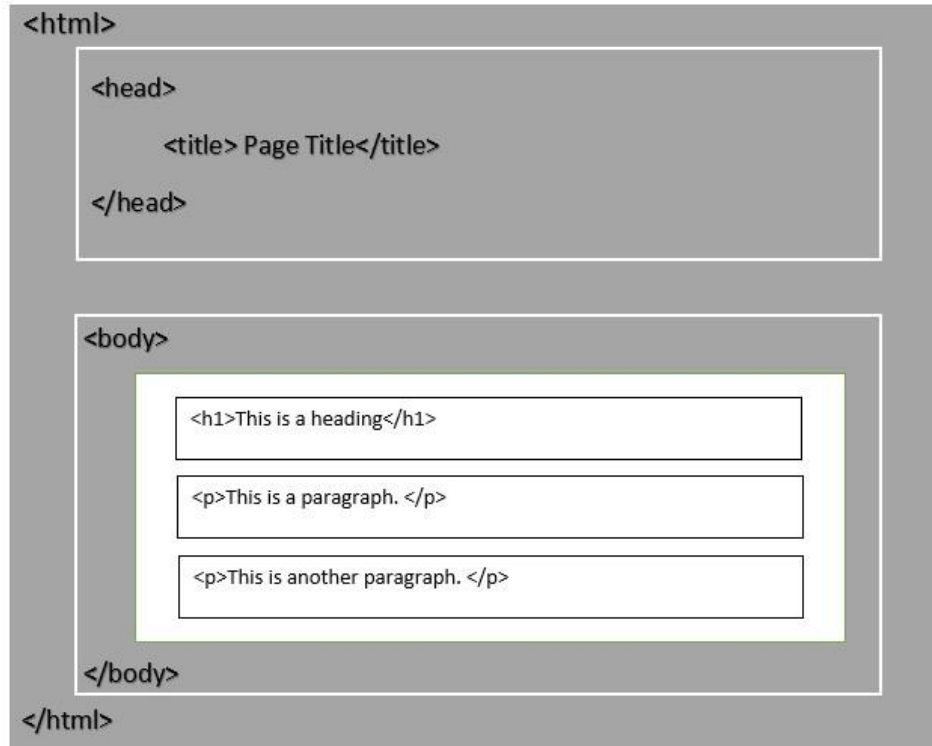 <html>
<head>
<title> Page Title</title>
</head>
<body>
<h1>This is a heading</h1>
<p>This is a paragraph. </p>
<p>This is another paragraph. </p>
</body>
</html>